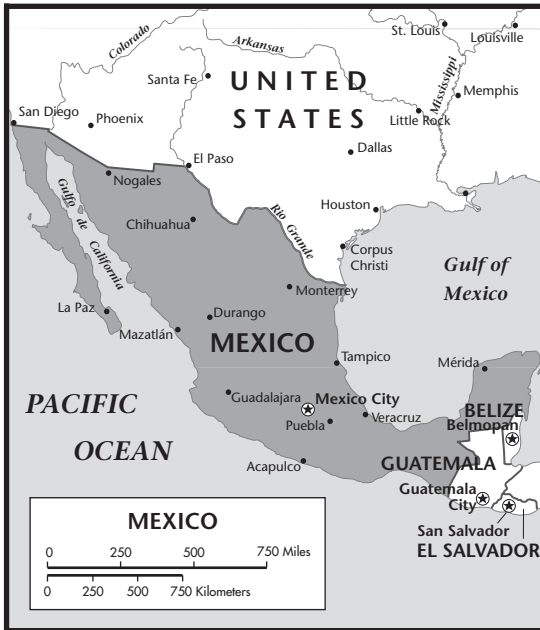 Colorado
Arkansas
St. Louis
Louisville
Santa Fe
UNITED
STATES
Mississippi
Memphis
San Diego
Phoenix
Little Rock
Dallas
El Paso
Nogales
Gulfo de California
Chihuahua
Rio Grande
Houston
Corpus
Christi
Gulf of
Mexico
Monterrey
La Paz
Durango
Mazatlán
MEXICO
Tampico
Mérida
PACIFIC
OCEAN
Guadalajara
Mexico City
Puebla
Veracruz
BELIZE
Belmopan
Acapulco
GUATEMALA
Guatemala
City
San Salvador
EL SALVADOR
MEXICO
0 250 500 750 Miles
0 250 500 750 Kilometers